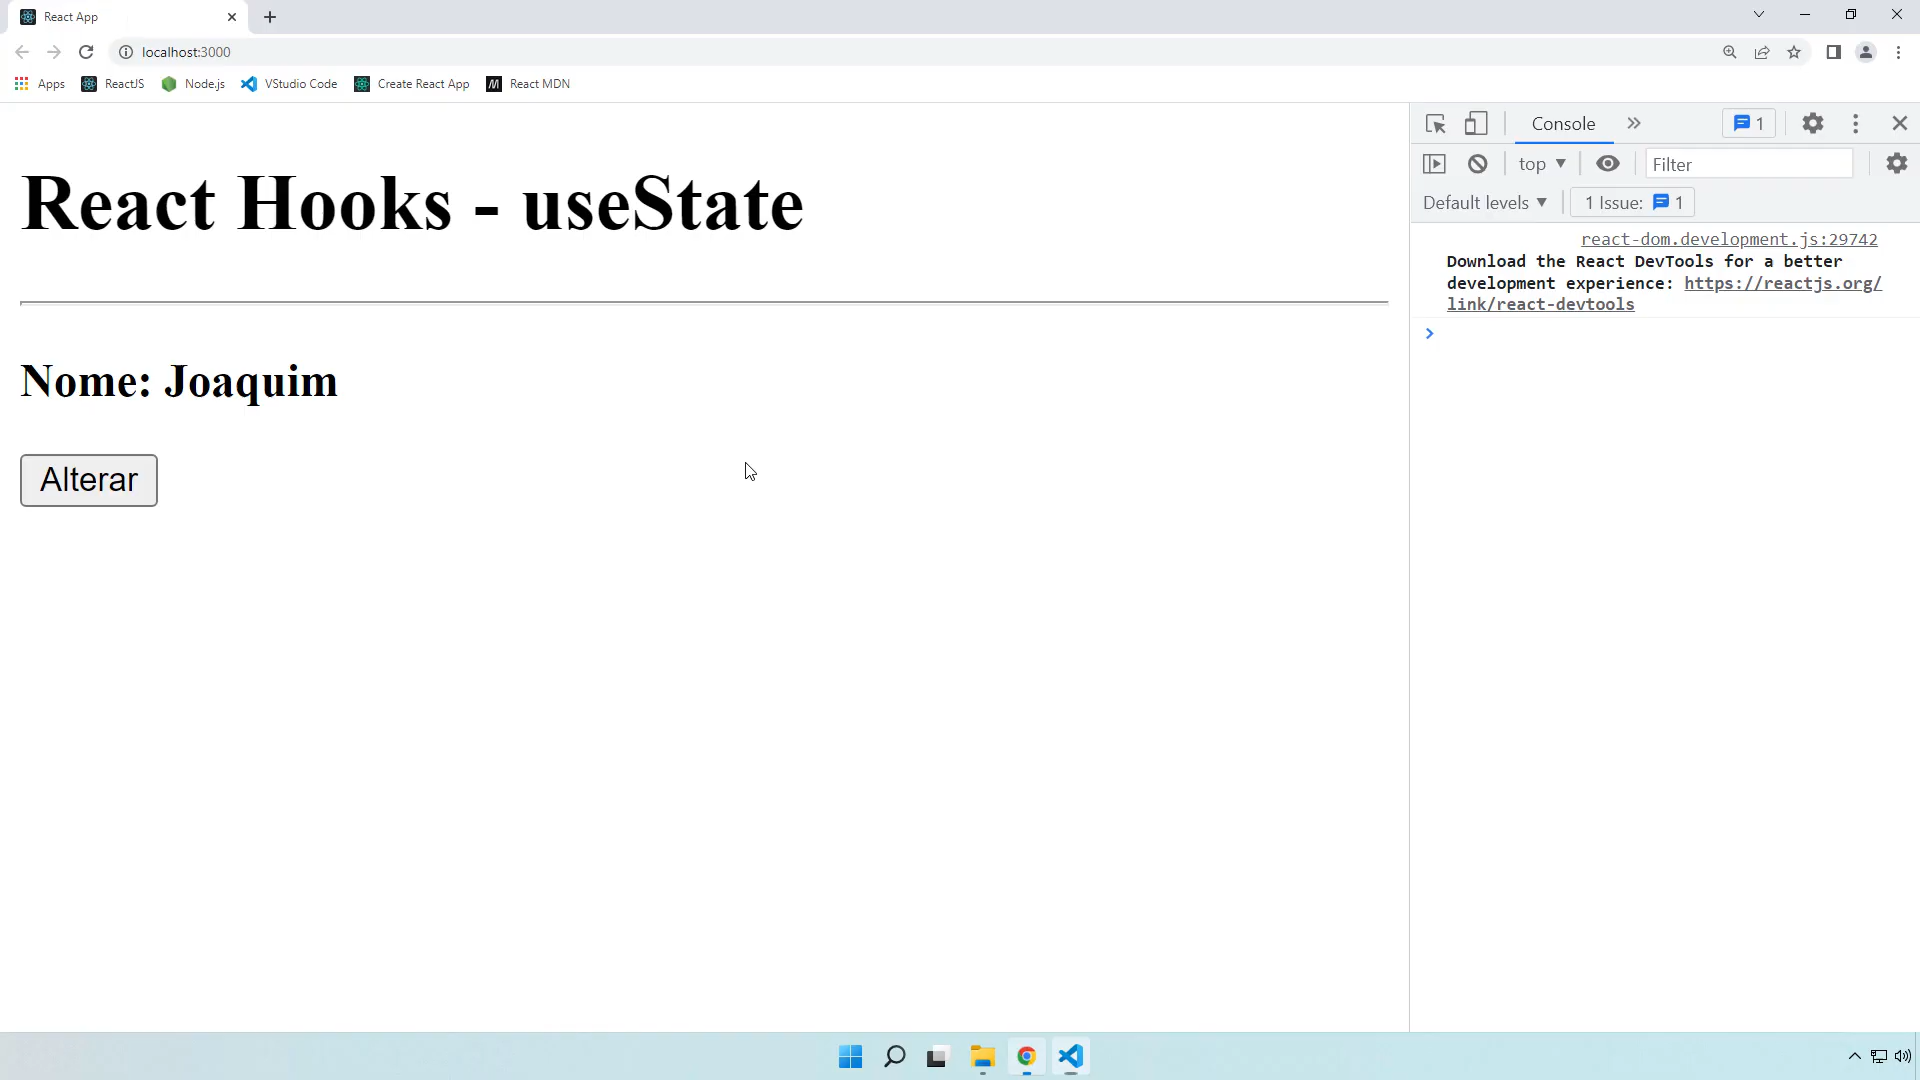 React App
localhost:3000
Apps ReactJS Node.js VStudio Code Create React App React MDN
React Hooks - useState
Nome: Joaquim
Alterar
Console 1
top Filter
Default levels 1 Issue: 1
react-dom.development.js:29742
Download the React DevTools for a better
development experience: https://reactjs.org/
link/react-devtools